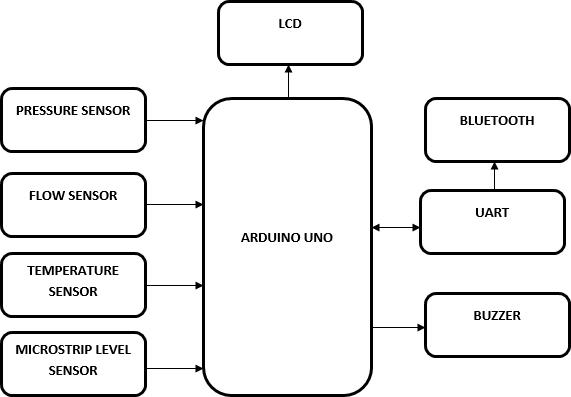 LCD
PRESSURE SENSOR
BLUETOOTH
FLOW SENSOR
UART
ARDUINO UNO
TEMPERATURE
SENSOR
BUZZER
MICROSTRIP LEVEL
SENSOR